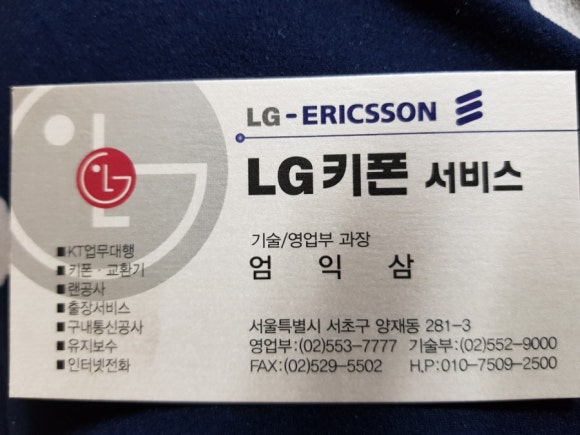 LG-ERICSSON
LG키폰 서비스
기술/영업부 과장
엄 익 삼
■KT업무대행
■키폰·교환기
■랜공사
■출장서비스
■구내통신공사
■유지보수
■인터넷전화
서울특별시 서초구 양재동 281-3
영업부:(02)553-7777 기술부:(02)552-9000
FAX:(02)529-5502 H,P:010-7509-2500